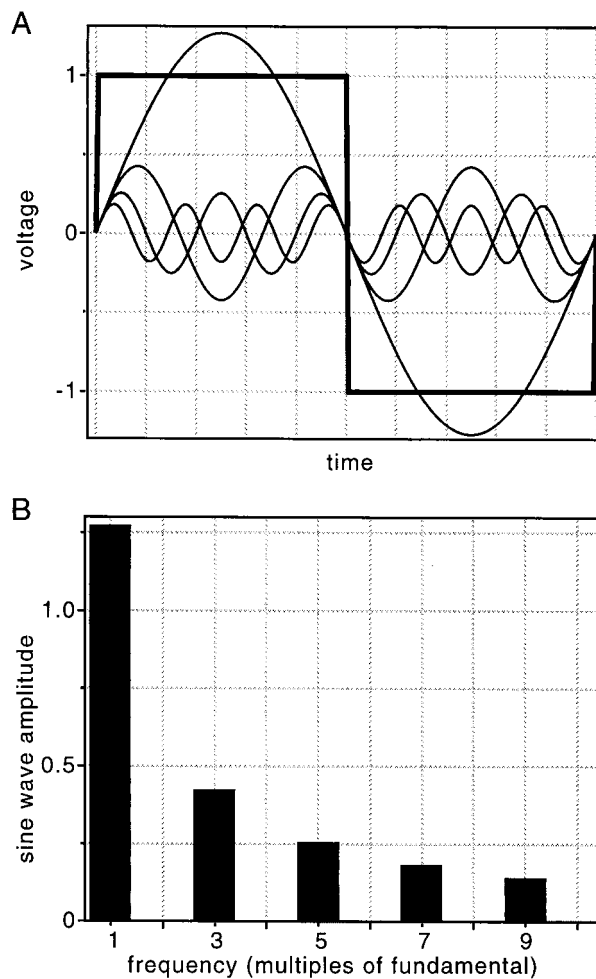 A
1
voltage
0
-1
time
B
1.0
sine wave amplitude
0.5
0
1 3 5 7 9
frequency (multiples of fundamental)